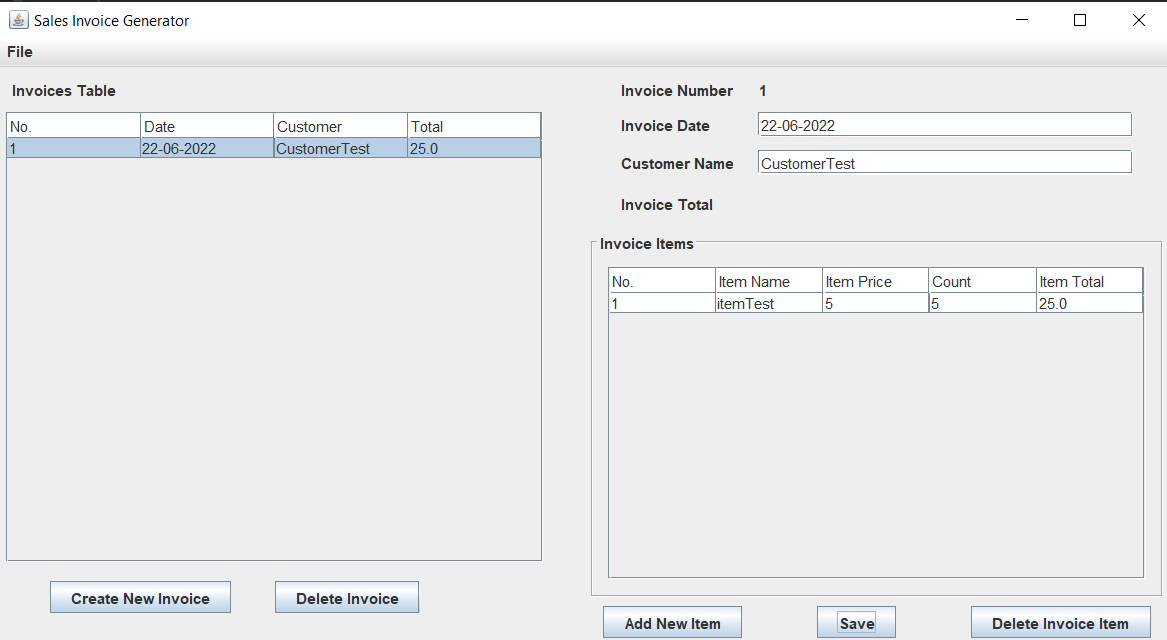 Sales Invoice Generator
File
Invoices Table
No. Date Customer Total
1 22-06-2022 CustomerTest 25.0
Create New Invoice Delete Invoice
Invoice Number 1
Invoice Date 22-06-2022
Customer Name CustomerTest
Invoice Total
Invoice Items
No. Item Name Item Price Count Item Total
1 itemTest 5 5 25.0
Add New Item Save Delete Invoice Item